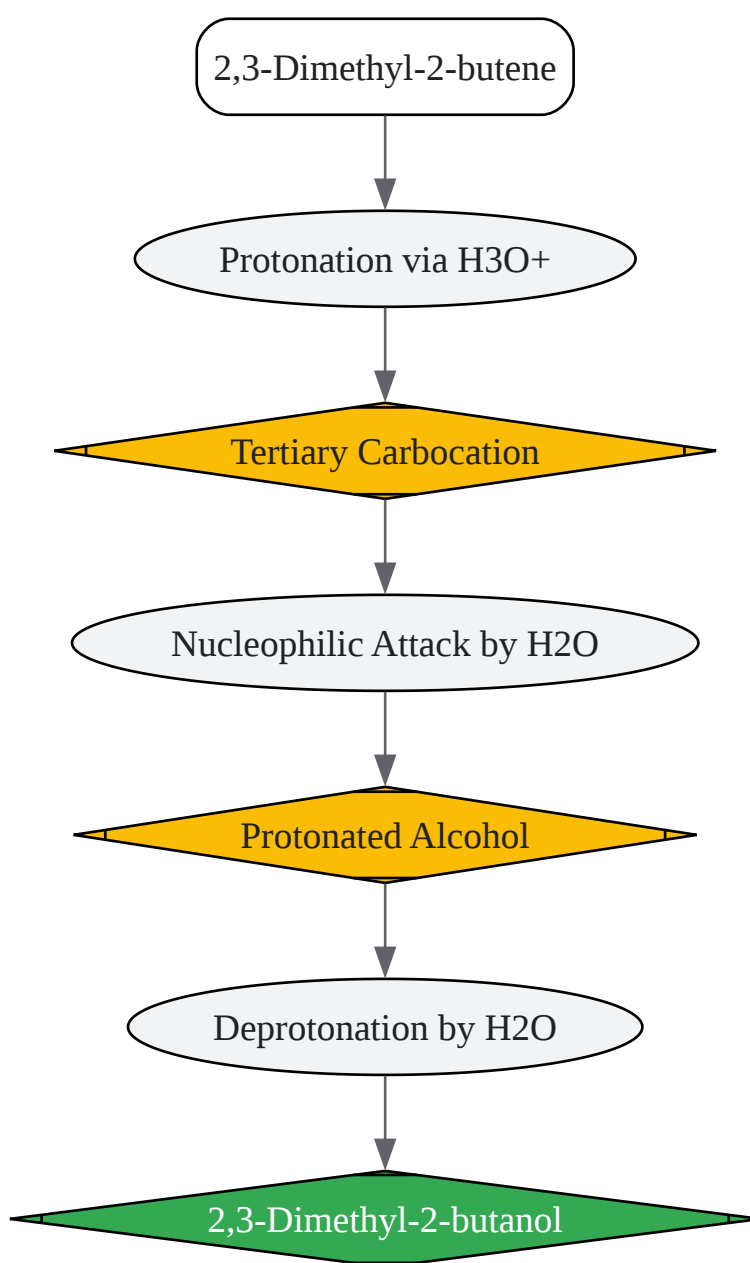 2,3-Dimethyl-2-butene
Protonation via H3O+
Tertiary Carbocation
Nucleophilic Attack by H2O
Protonated Alcohol
Deprotonation by H2O
2,3-Dimethyl-2-butanol